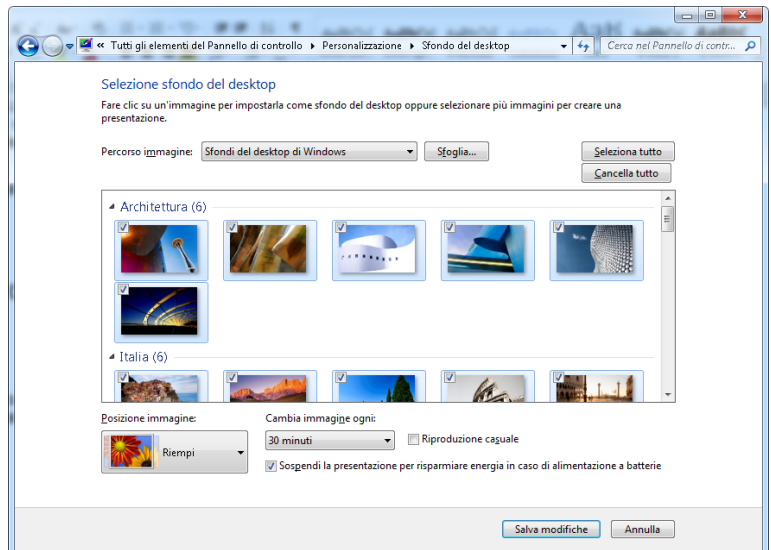 « Tutti gli elementi del Pannello di controllo ▸ Personalizzazione ▸ Sfondo del desktop
Cerca nel Pannello di contr...
Selezione sfondo del desktop
Fare clic su un'immagine per impostarla come sfondo del desktop oppure selezionare più immagini per creare una
presentazione.
Percorso immagine: Sfondi del desktop di Windows Sfoglia... Seleziona tutto
Cancella tutto
Architettura (6)
Italia (6)
Posizione immagine: Cambia immagine ogni:
Riempi 30 minuti Riproduzione casuale
Sospendi la presentazione per risparmiare energia in caso di alimentazione a batterie
Salva modifiche Annulla